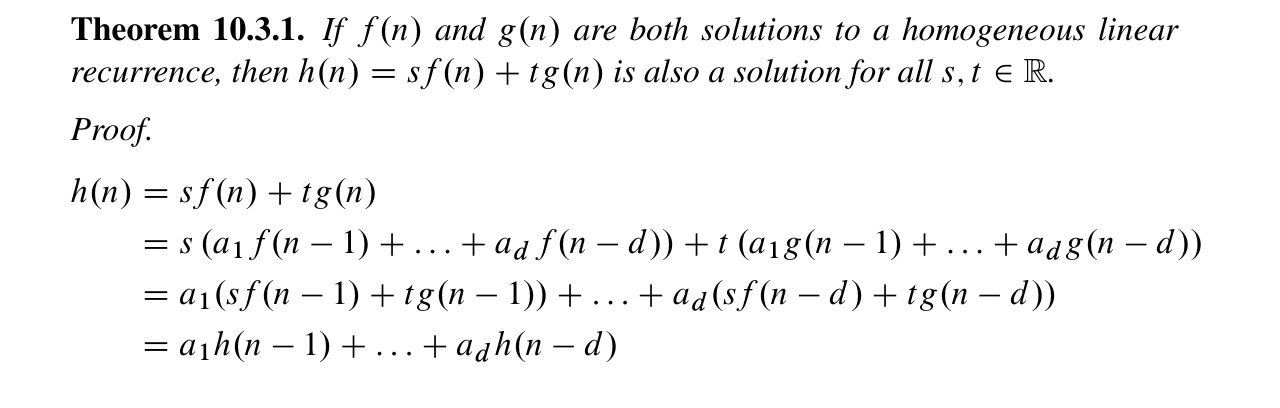 Theorem 10.3.1. If f(n) and g(n) are both solutions to a homogeneous linear
recurrence, then h(n) = sf(n) + tg(n) is also a solution for all s, t ∈ ℝ.
Proof.
h(n) = sf(n) + tg(n)
= s (a₁f(n − 1) + … + a_d f(n − d)) + t (a₁g(n − 1) + … + a_d g(n − d))
= a₁(sf(n − 1) + tg(n − 1)) + … + a_d(sf(n − d) + tg(n − d))
= a₁h(n − 1) + … + a_d h(n − d)